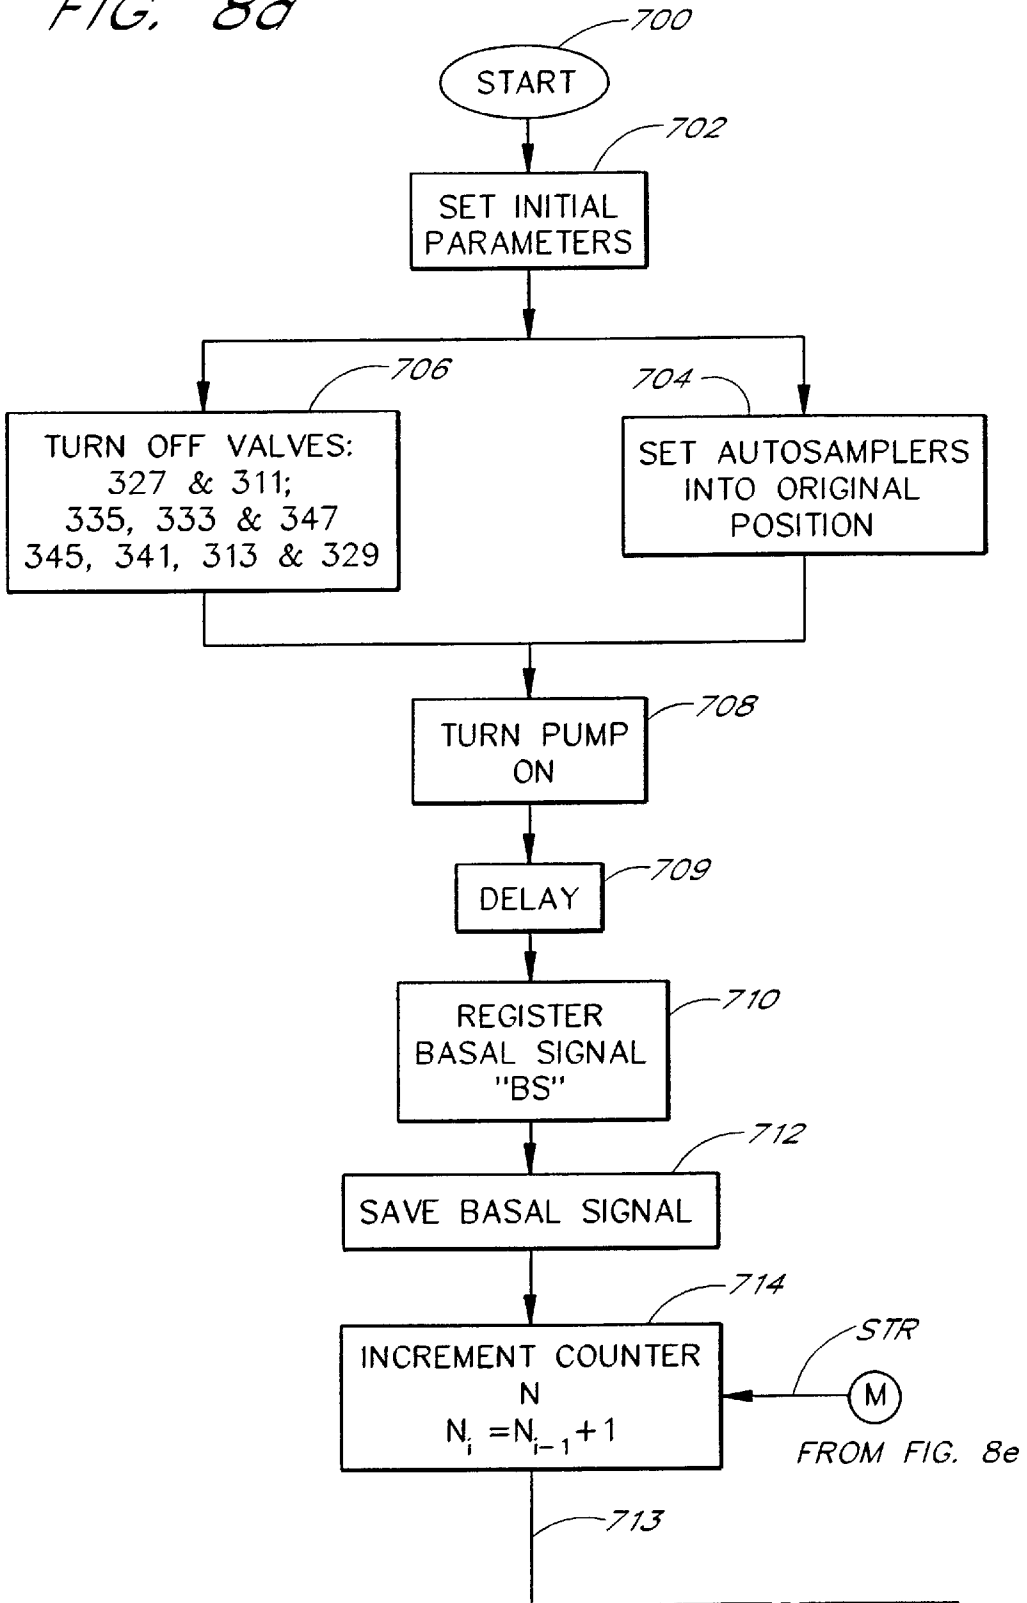 FIG. 8a
700
START
702
SET INITIAL
PARAMETERS
706
704
TURN OFF VALVES:
327 & 311;
335, 333 & 347
345, 341, 313 & 329
SET AUTOSAMPLERS
INTO ORIGINAL
POSITION
708
TURN PUMP
ON
709
DELAY
710
REGISTER
BASAL SIGNAL
"BS"
712
SAVE BASAL SIGNAL
714
INCREMENT COUNTER
N
N_i = N_{i-1} + 1
STR
M
FROM FIG. 8e
713